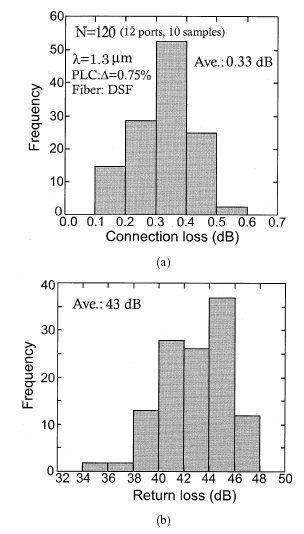 60
50
40
30
20
10
0
Frequency
N=120 (12 ports, 10 samples)
λ=1.3 μm
PLC:Δ=0.75%
Fiber: DSF
Ave.: 0.33 dB
0.0 0.1 0.2 0.3 0.4 0.5 0.6 0.7
Connection loss (dB)
(a)
40
30
20
10
0
Frequency
Ave.: 43 dB
32 34 36 38 40 42 44 46 48 50
Return loss (dB)
(b)